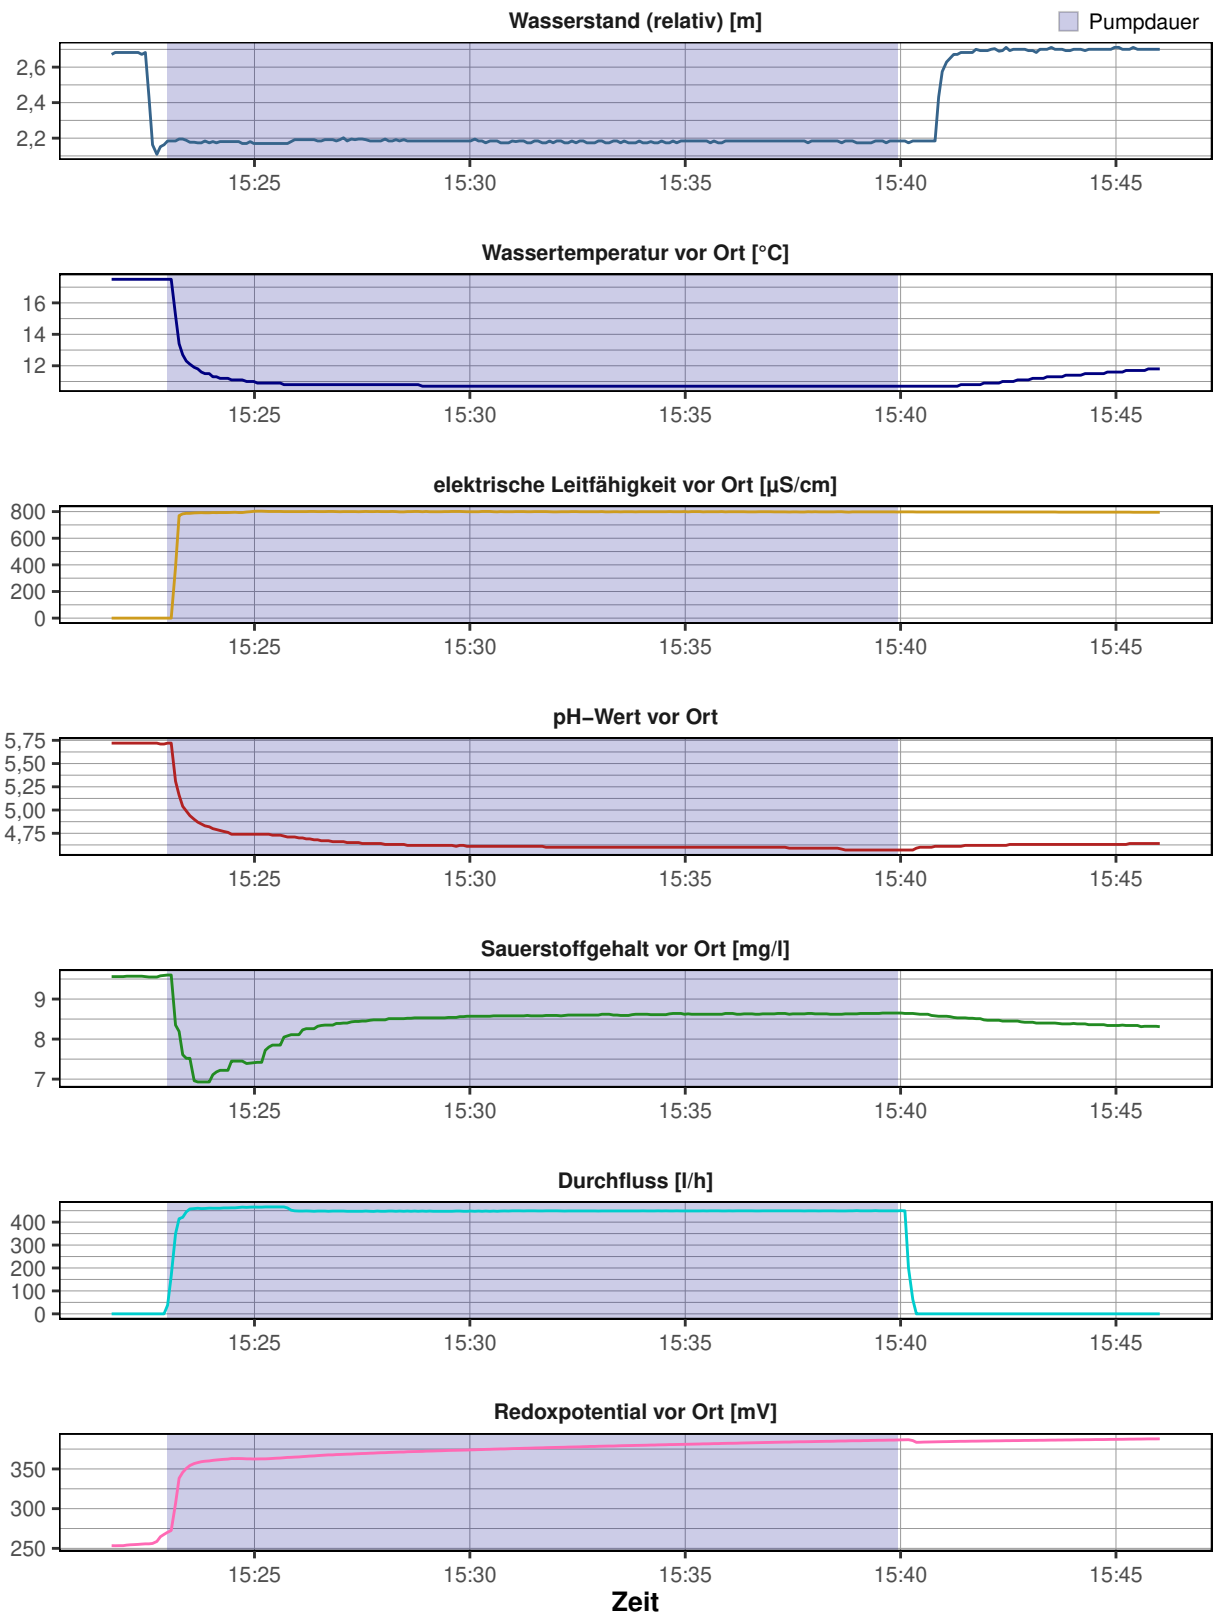 Wasserstand (relativ) [m]
Pumpdauer
2,6
2,4
2,2
15:25 15:30 15:35 15:40 15:45
Wassertemperatur vor Ort [°C]
16
14
12
15:25 15:30 15:35 15:40 15:45
elektrische Leitfähigkeit vor Ort [µS/cm]
800
600
400
200
0
15:25 15:30 15:35 15:40 15:45
pH−Wert vor Ort
5,75
5,50
5,25
5,00
4,75
15:25 15:30 15:35 15:40 15:45
Sauerstoffgehalt vor Ort [mg/l]
9
8
7
15:25 15:30 15:35 15:40 15:45
Durchfluss [l/h]
400
300
200
100
0
15:25 15:30 15:35 15:40 15:45
Redoxpotential vor Ort [mV]
350
300
250
15:25 15:30 15:35 15:40 15:45
Zeit